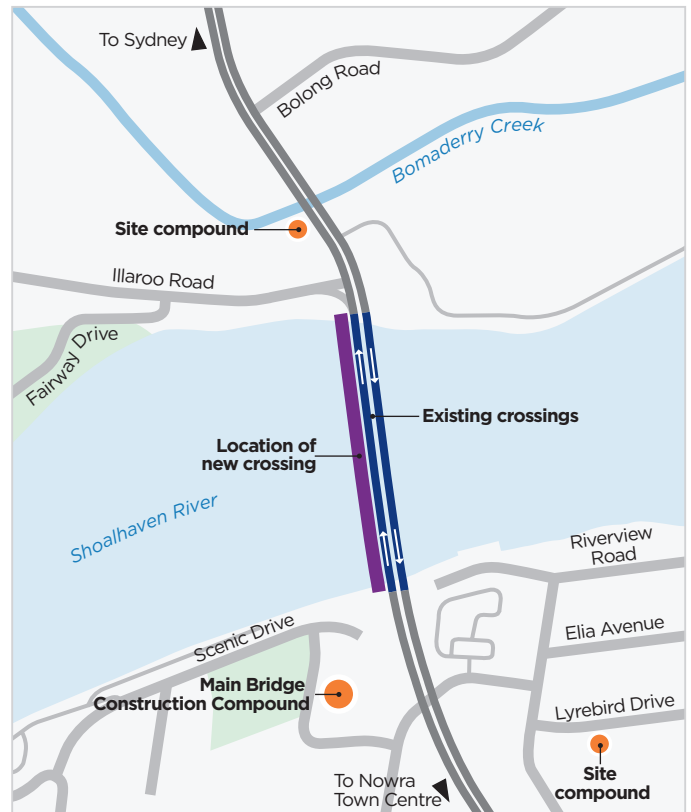 To Sydney
Bolong Road
Bomaderry Creek
Site compound
Illaroo Road
Fairway Drive
Existing crossings
Location of
new crossing
Shoalhaven River
Riverview
Road
Scenic Drive
Elia Avenue
Main Bridge
Construction Compound
Lyrebird Drive
To Nowra
Town Centre
Site
compound